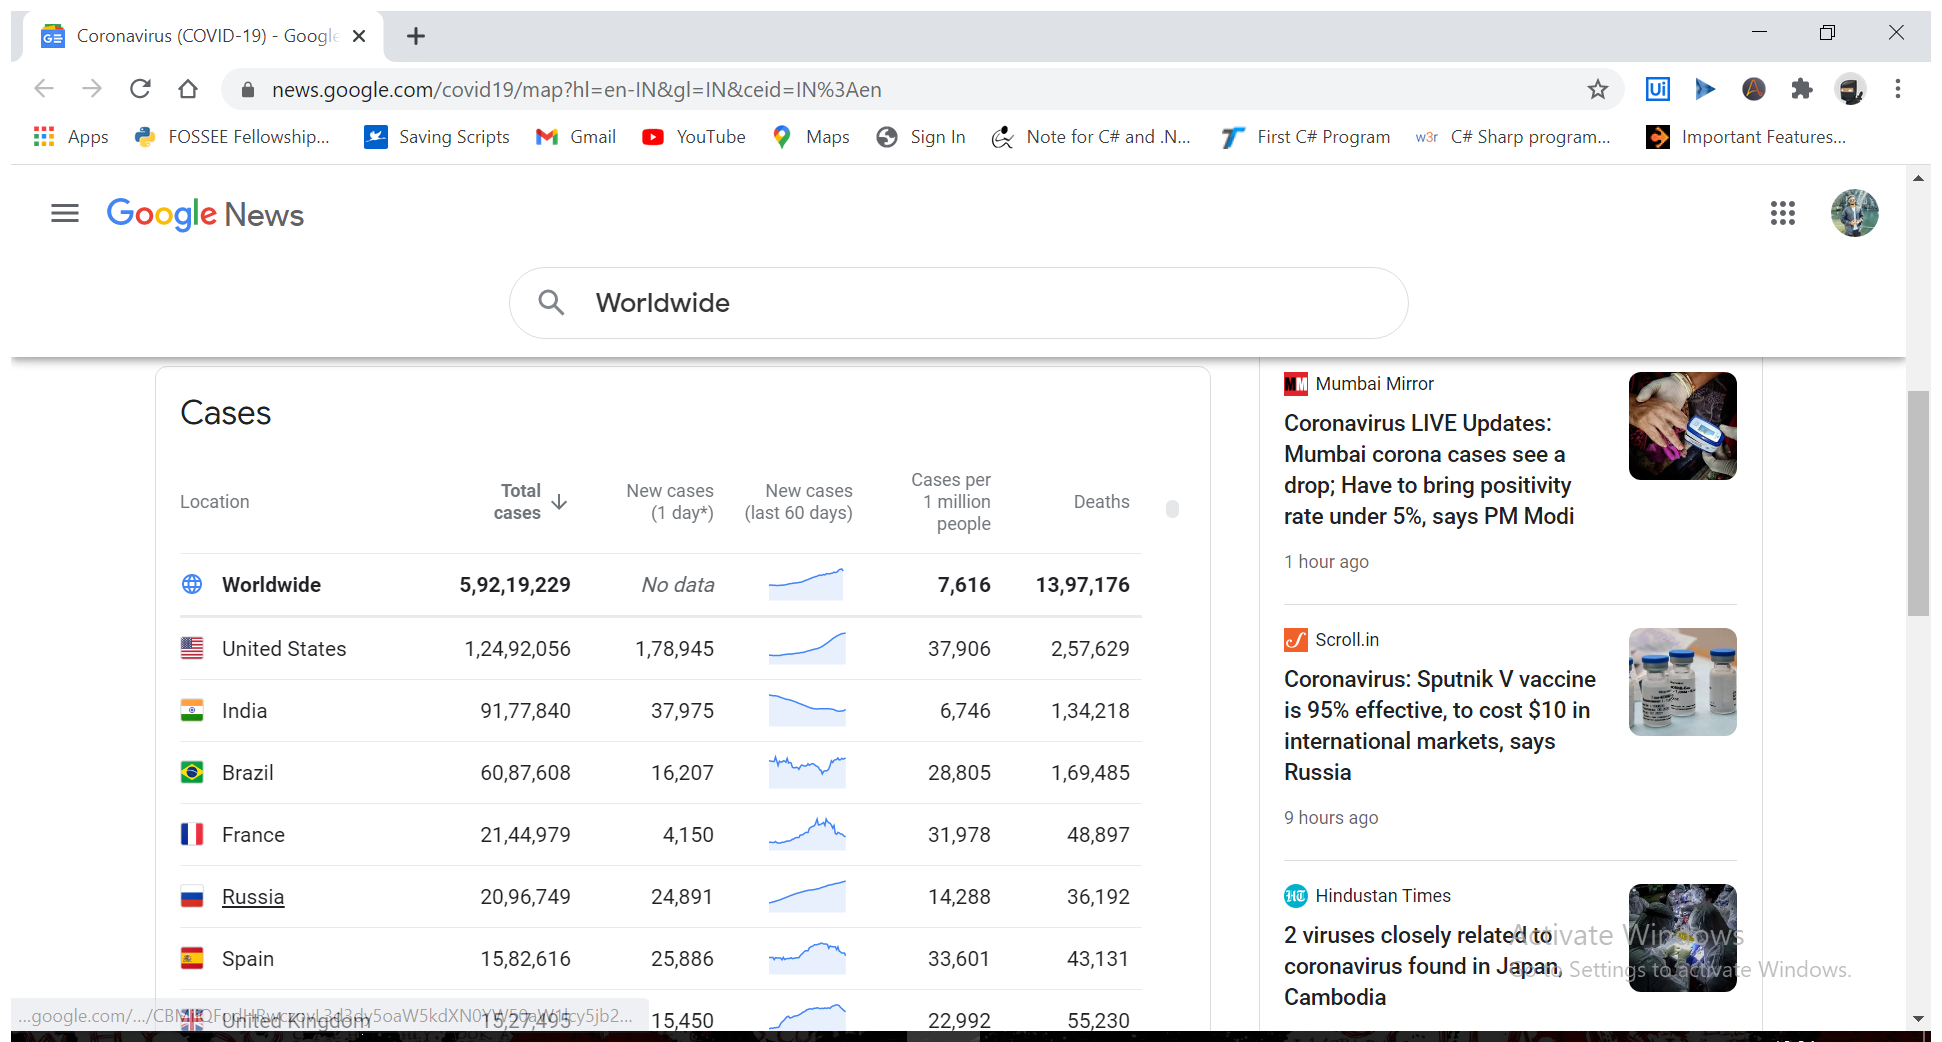 Coronavirus (COVID-19) - Google
news.google.com/covid19/map?hl=en-IN&gl=IN&ceid=IN%3Aen
Apps FOSSEE Fellowship... Saving Scripts Gmail YouTube Maps Sign In Note for C# and .N... First C# Program w3r C# Sharp program... Important Features...
Google News
Worldwide
Cases
Location Total cases New cases (1 day*) New cases (last 60 days) Cases per 1 million people Deaths
Worldwide 5,92,19,229 No data 7,616 13,97,176
United States 1,24,92,056 1,78,945 37,906 2,57,629
India 91,77,840 37,975 6,746 1,34,218
Brazil 60,87,608 16,207 28,805 1,69,485
France 21,44,979 4,150 31,978 48,897
Russia 20,96,749 24,891 14,288 36,192
Spain 15,82,616 25,886 33,601 43,131
United Kingdom 15,27,495 15,450 22,992 55,230
Mumbai Mirror
Coronavirus LIVE Updates:
Mumbai corona cases see a
drop; Have to bring positivity
rate under 5%, says PM Modi
1 hour ago
Scroll.in
Coronavirus: Sputnik V vaccine
is 95% effective, to cost $10 in
international markets, says
Russia
9 hours ago
Hindustan Times
2 viruses closely related to
coronavirus found in Japan,
Cambodia
Activate Windows
Go to Settings to activate Windows.